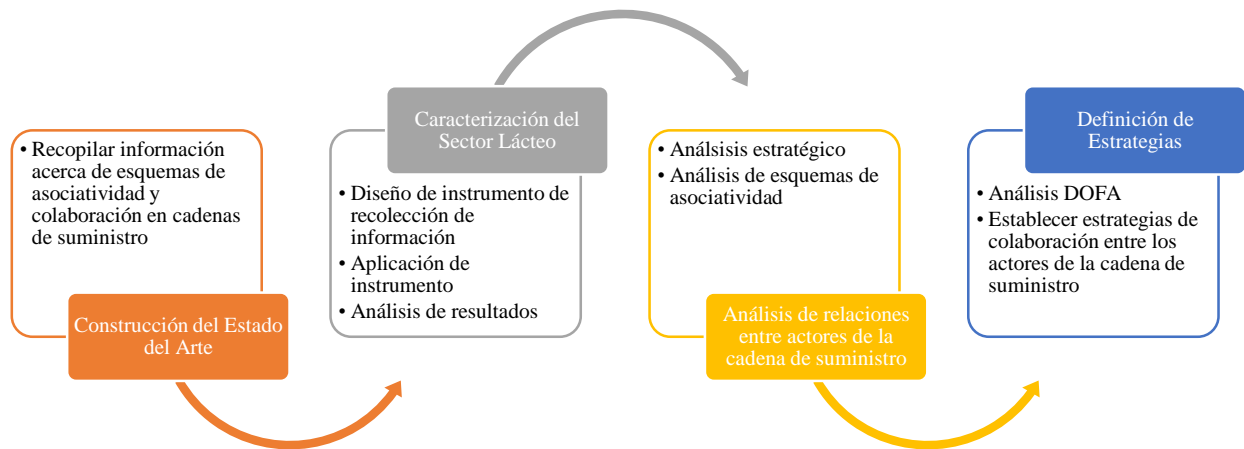 • Recopilar información
acerca de esquemas de
asociatividad y
colaboración en cadenas
de suministro
Construcción del Estado
del Arte
Caracterización del
Sector Lácteo
• Diseño de instrumento de
recolección de
información
• Aplicación de
instrumento
• Análisis de resultados
• Análsisis estratégico
• Análisis de esquemas de
asociatividad
Análisis de relaciones
entre actores de la
cadena de suministro
Definición de
Estrategias
• Análisis DOFA
• Establecer estrategias de
colaboración entre los
actores de la cadena de
suministro